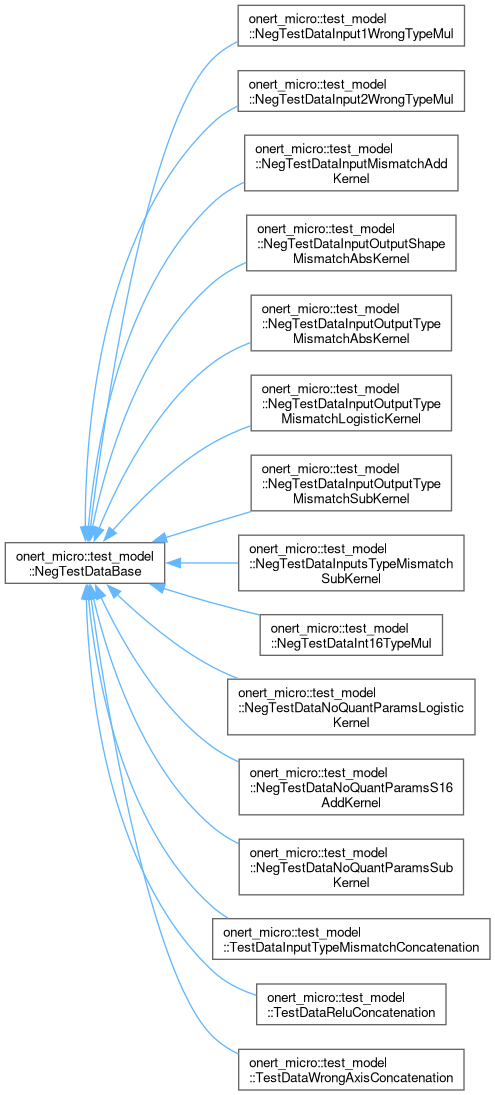 onert_micro::test_model
::NegTestDataInput1WrongTypeMul
onert_micro::test_model
::NegTestDataInput2WrongTypeMul
onert_micro::test_model
::NegTestDataInputMismatchAdd
Kernel
onert_micro::test_model
::NegTestDataInputOutputShape
MismatchAbsKernel
onert_micro::test_model
::NegTestDataInputOutputType
MismatchAbsKernel
onert_micro::test_model
::NegTestDataInputOutputType
MismatchLogisticKernel
onert_micro::test_model
::NegTestDataInputOutputType
MismatchSubKernel
onert_micro::test_model
::NegTestDataBase
onert_micro::test_model
::NegTestDataInputsTypeMismatch
SubKernel
onert_micro::test_model
::NegTestDataInt16TypeMul
onert_micro::test_model
::NegTestDataNoQuantParamsLogistic
Kernel
onert_micro::test_model
::NegTestDataNoQuantParamsS16
AddKernel
onert_micro::test_model
::NegTestDataNoQuantParamsSub
Kernel
onert_micro::test_model
::TestDataInputTypeMismatchConcatenation
onert_micro::test_model
::TestDataReluConcatenation
onert_micro::test_model
::TestDataWrongAxisConcatenation